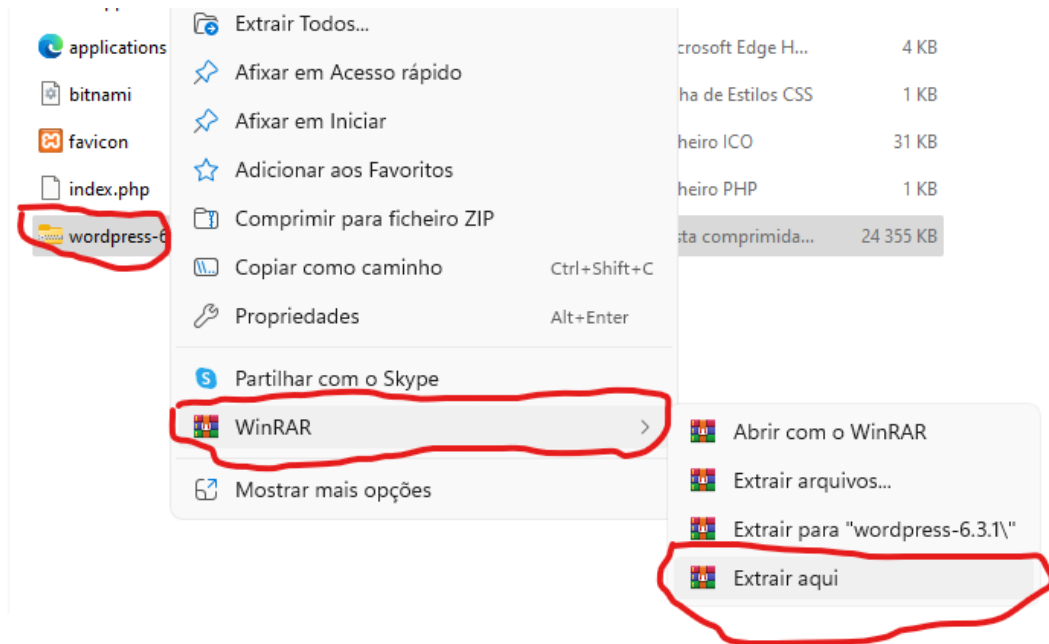 Extrair Todos...
applications
crosoft Edge H...
4 KB
Afixar em Acesso rápido
bitnami
ha de Estilos CSS
1 KB
Afixar em Iniciar
favicon
heiro ICO
31 KB
Adicionar aos Favoritos
index.php
heiro PHP
1 KB
Comprimir para ficheiro ZIP
wordpress-6
sta comprimida...
24 355 KB
Copiar como caminho
Ctrl+Shift+C
Propriedades
Alt+Enter
Partilhar com o Skype
WinRAR
Mostrar mais opções
Abrir com o WinRAR
Extrair arquivos...
Extrair para "wordpress-6.3.1\"
Extrair aqui